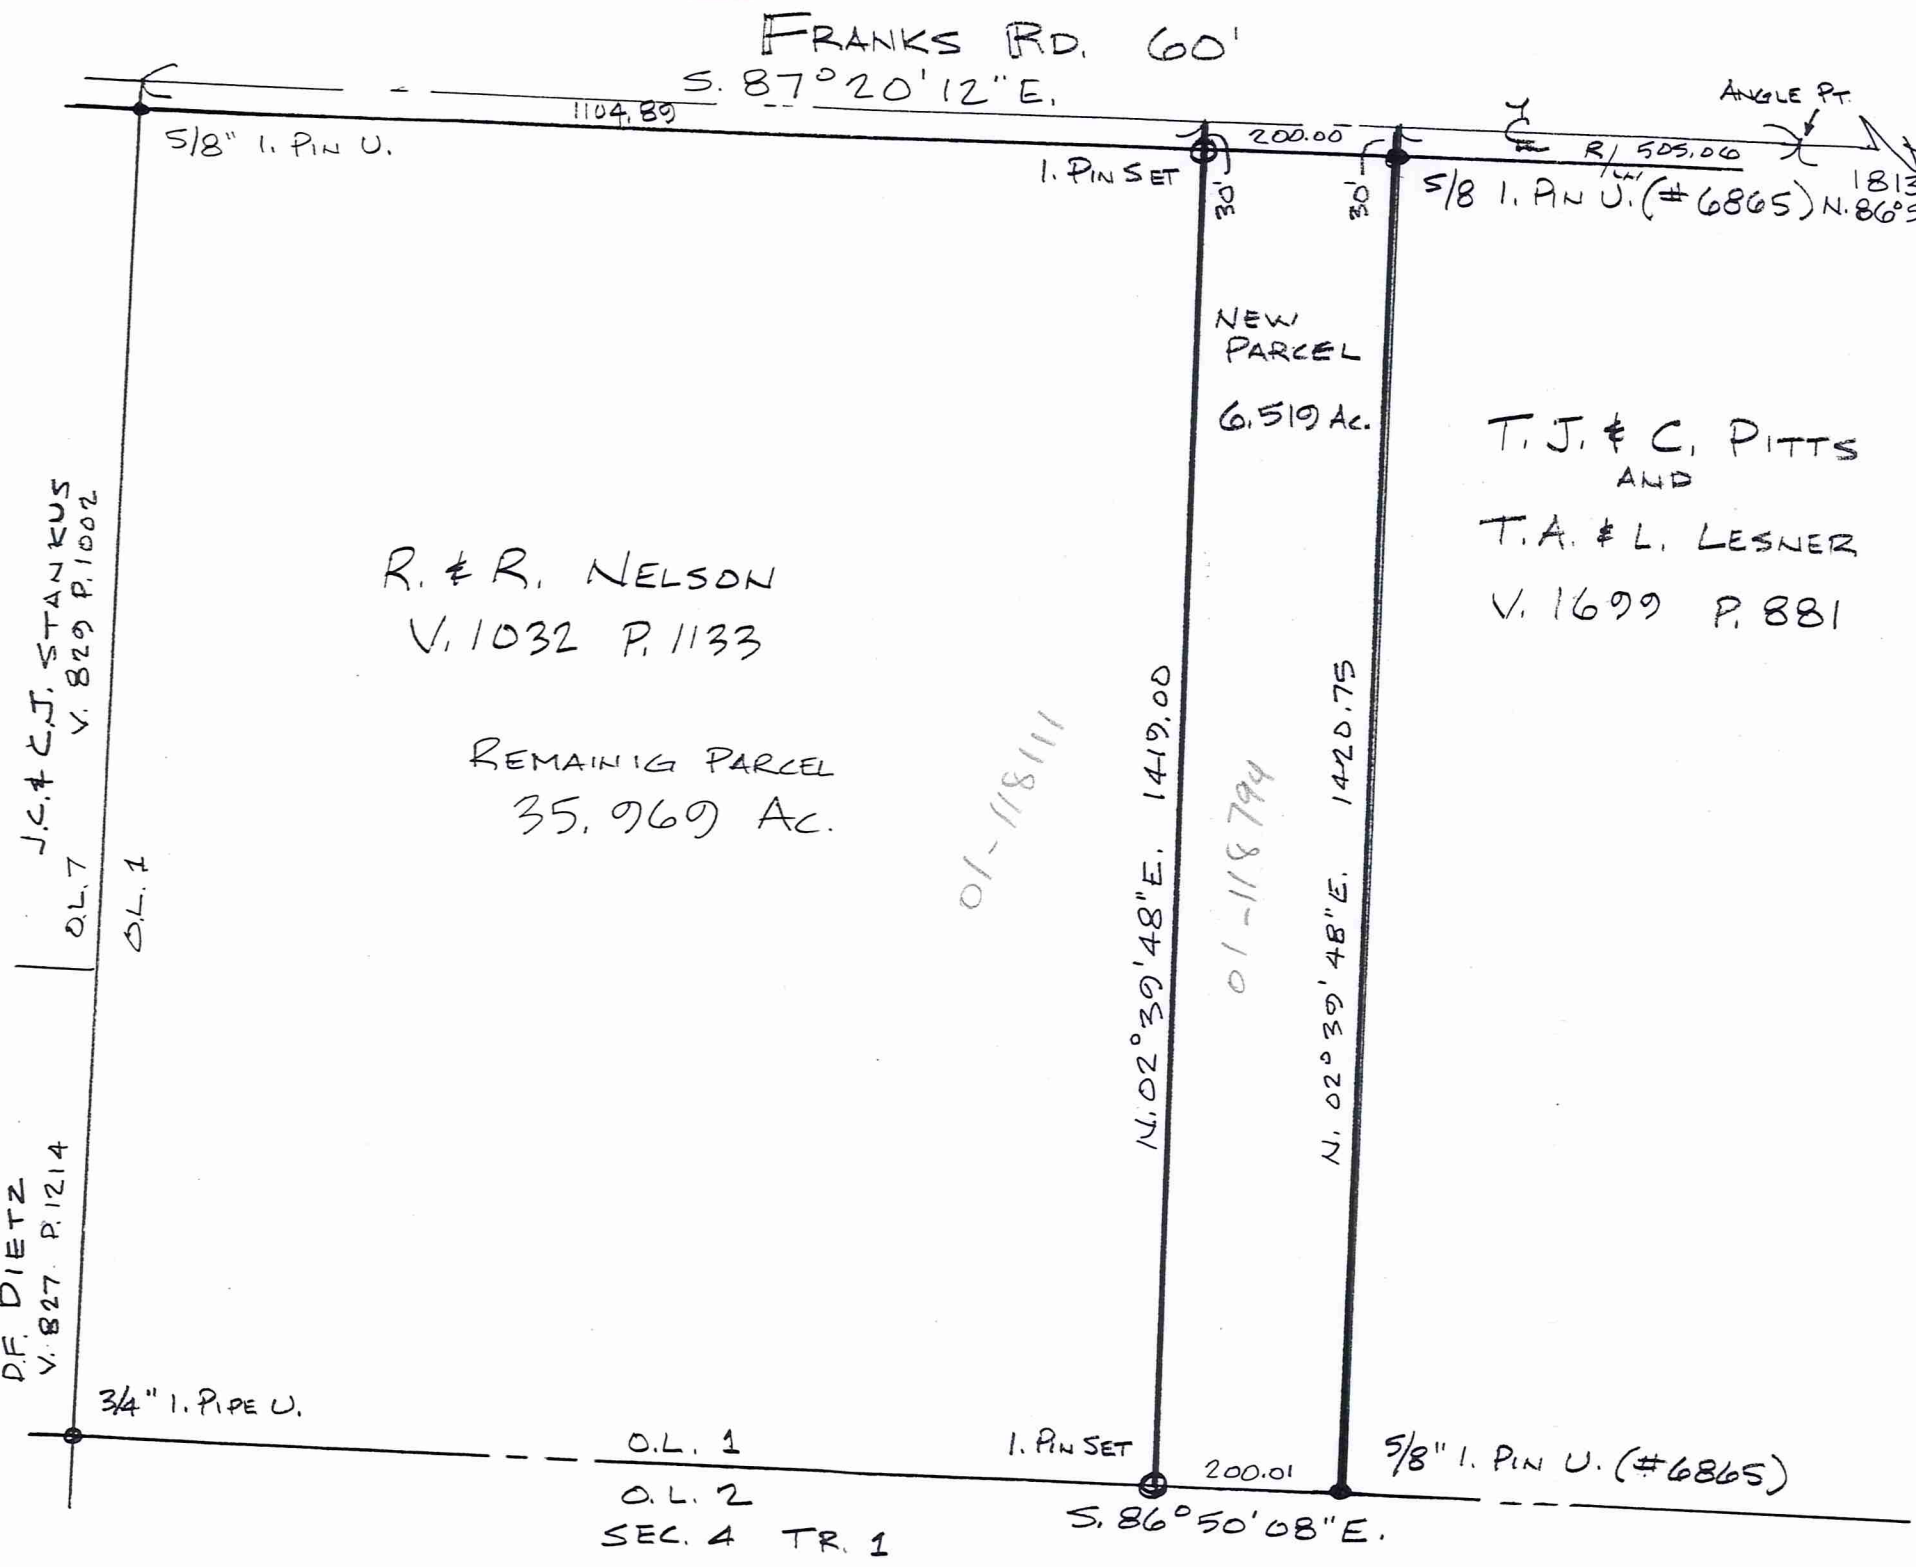 FRANKS RD. 60'
S. 87°20'12"E.
1104.89
200.00
ANGLE PT.
R/W
505.06
1813
N. 86°5
5/8" I. PIN U.
I. PIN SET
30'
30'
5/8 I. PIN U. (#6865)
NEW
PARCEL
6.519 Ac.
T.J. & C. PITTS
AND
T.A. & L. LESNER
V. 1699 P. 881
J.C. & C.J. STANKUS
V. 829 P. 1002
R. & R. NELSON
V. 1032 P. 1133
REMAINIG PARCEL
35.969 Ac.
O.L. 7
O.L. 1
01-118111
N. 02°39'48"E. 1419.00
01-118794
N. 02°39'48"E. 1420.75
D.F. DIETZ
V. 827 P. 1214
3/4" I. PIPE U.
O.L. 1
O.L. 2
SEC. 4 TR. 1
I. PIN SET
200.01
S. 86°50'08"E.
5/8" I. PIN U. (#6865)